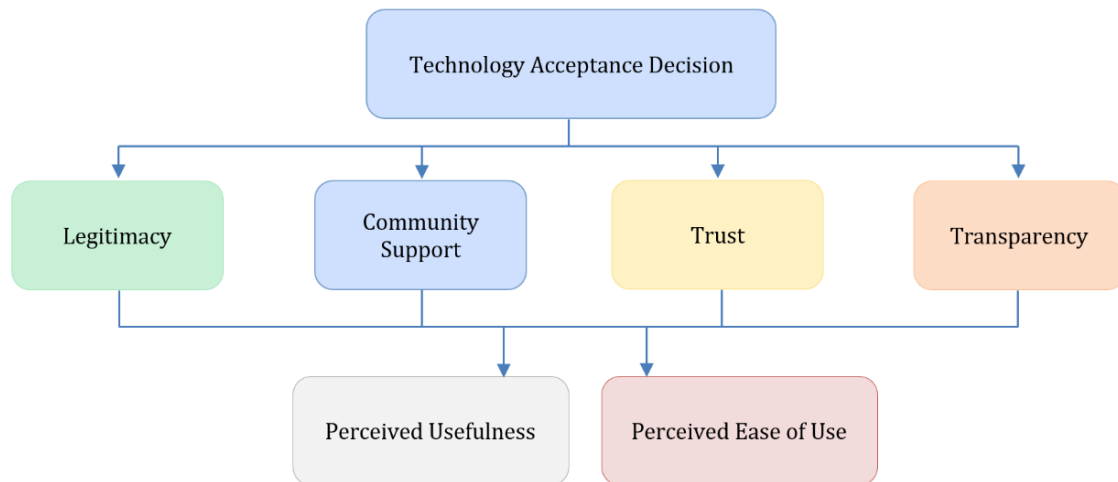 Technology Acceptance Decision
Legitimacy
Community
Support
Trust
Transparency
Perceived Usefulness
Perceived Ease of Use